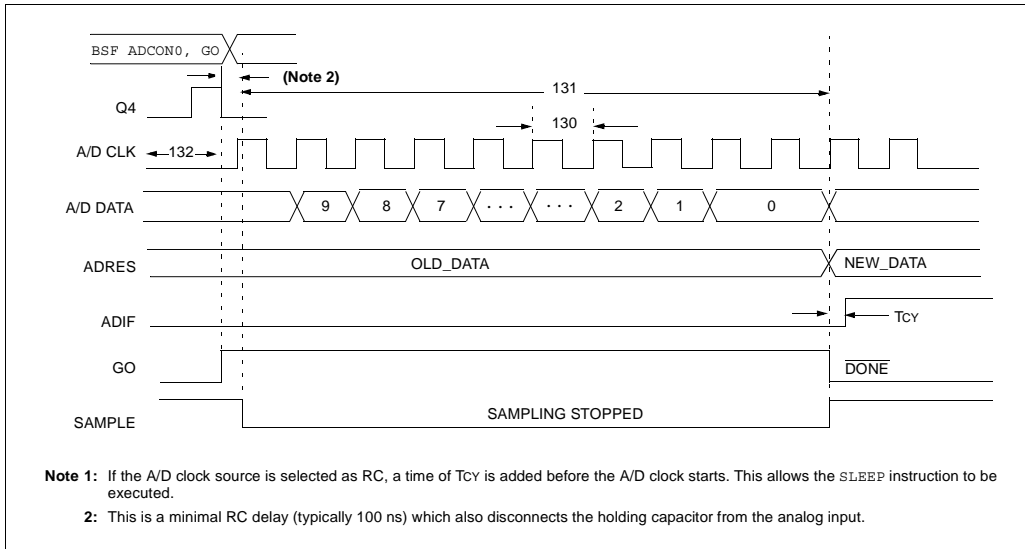 BSF ADCON0, GO
(Note 2)
131
Q4
130
A/D CLK
132
A/D DATA
9 8 7 · · · · · · 2 1 0
ADRES
OLD_DATA
NEW_DATA
ADIF
TCY
GO
DONE
SAMPLE
SAMPLING STOPPED
Note 1: If the A/D clock source is selected as RC, a time of TCY is added before the A/D clock starts. This allows the SLEEP instruction to be
executed.
2: This is a minimal RC delay (typically 100 ns) which also disconnects the holding capacitor from the analog input.